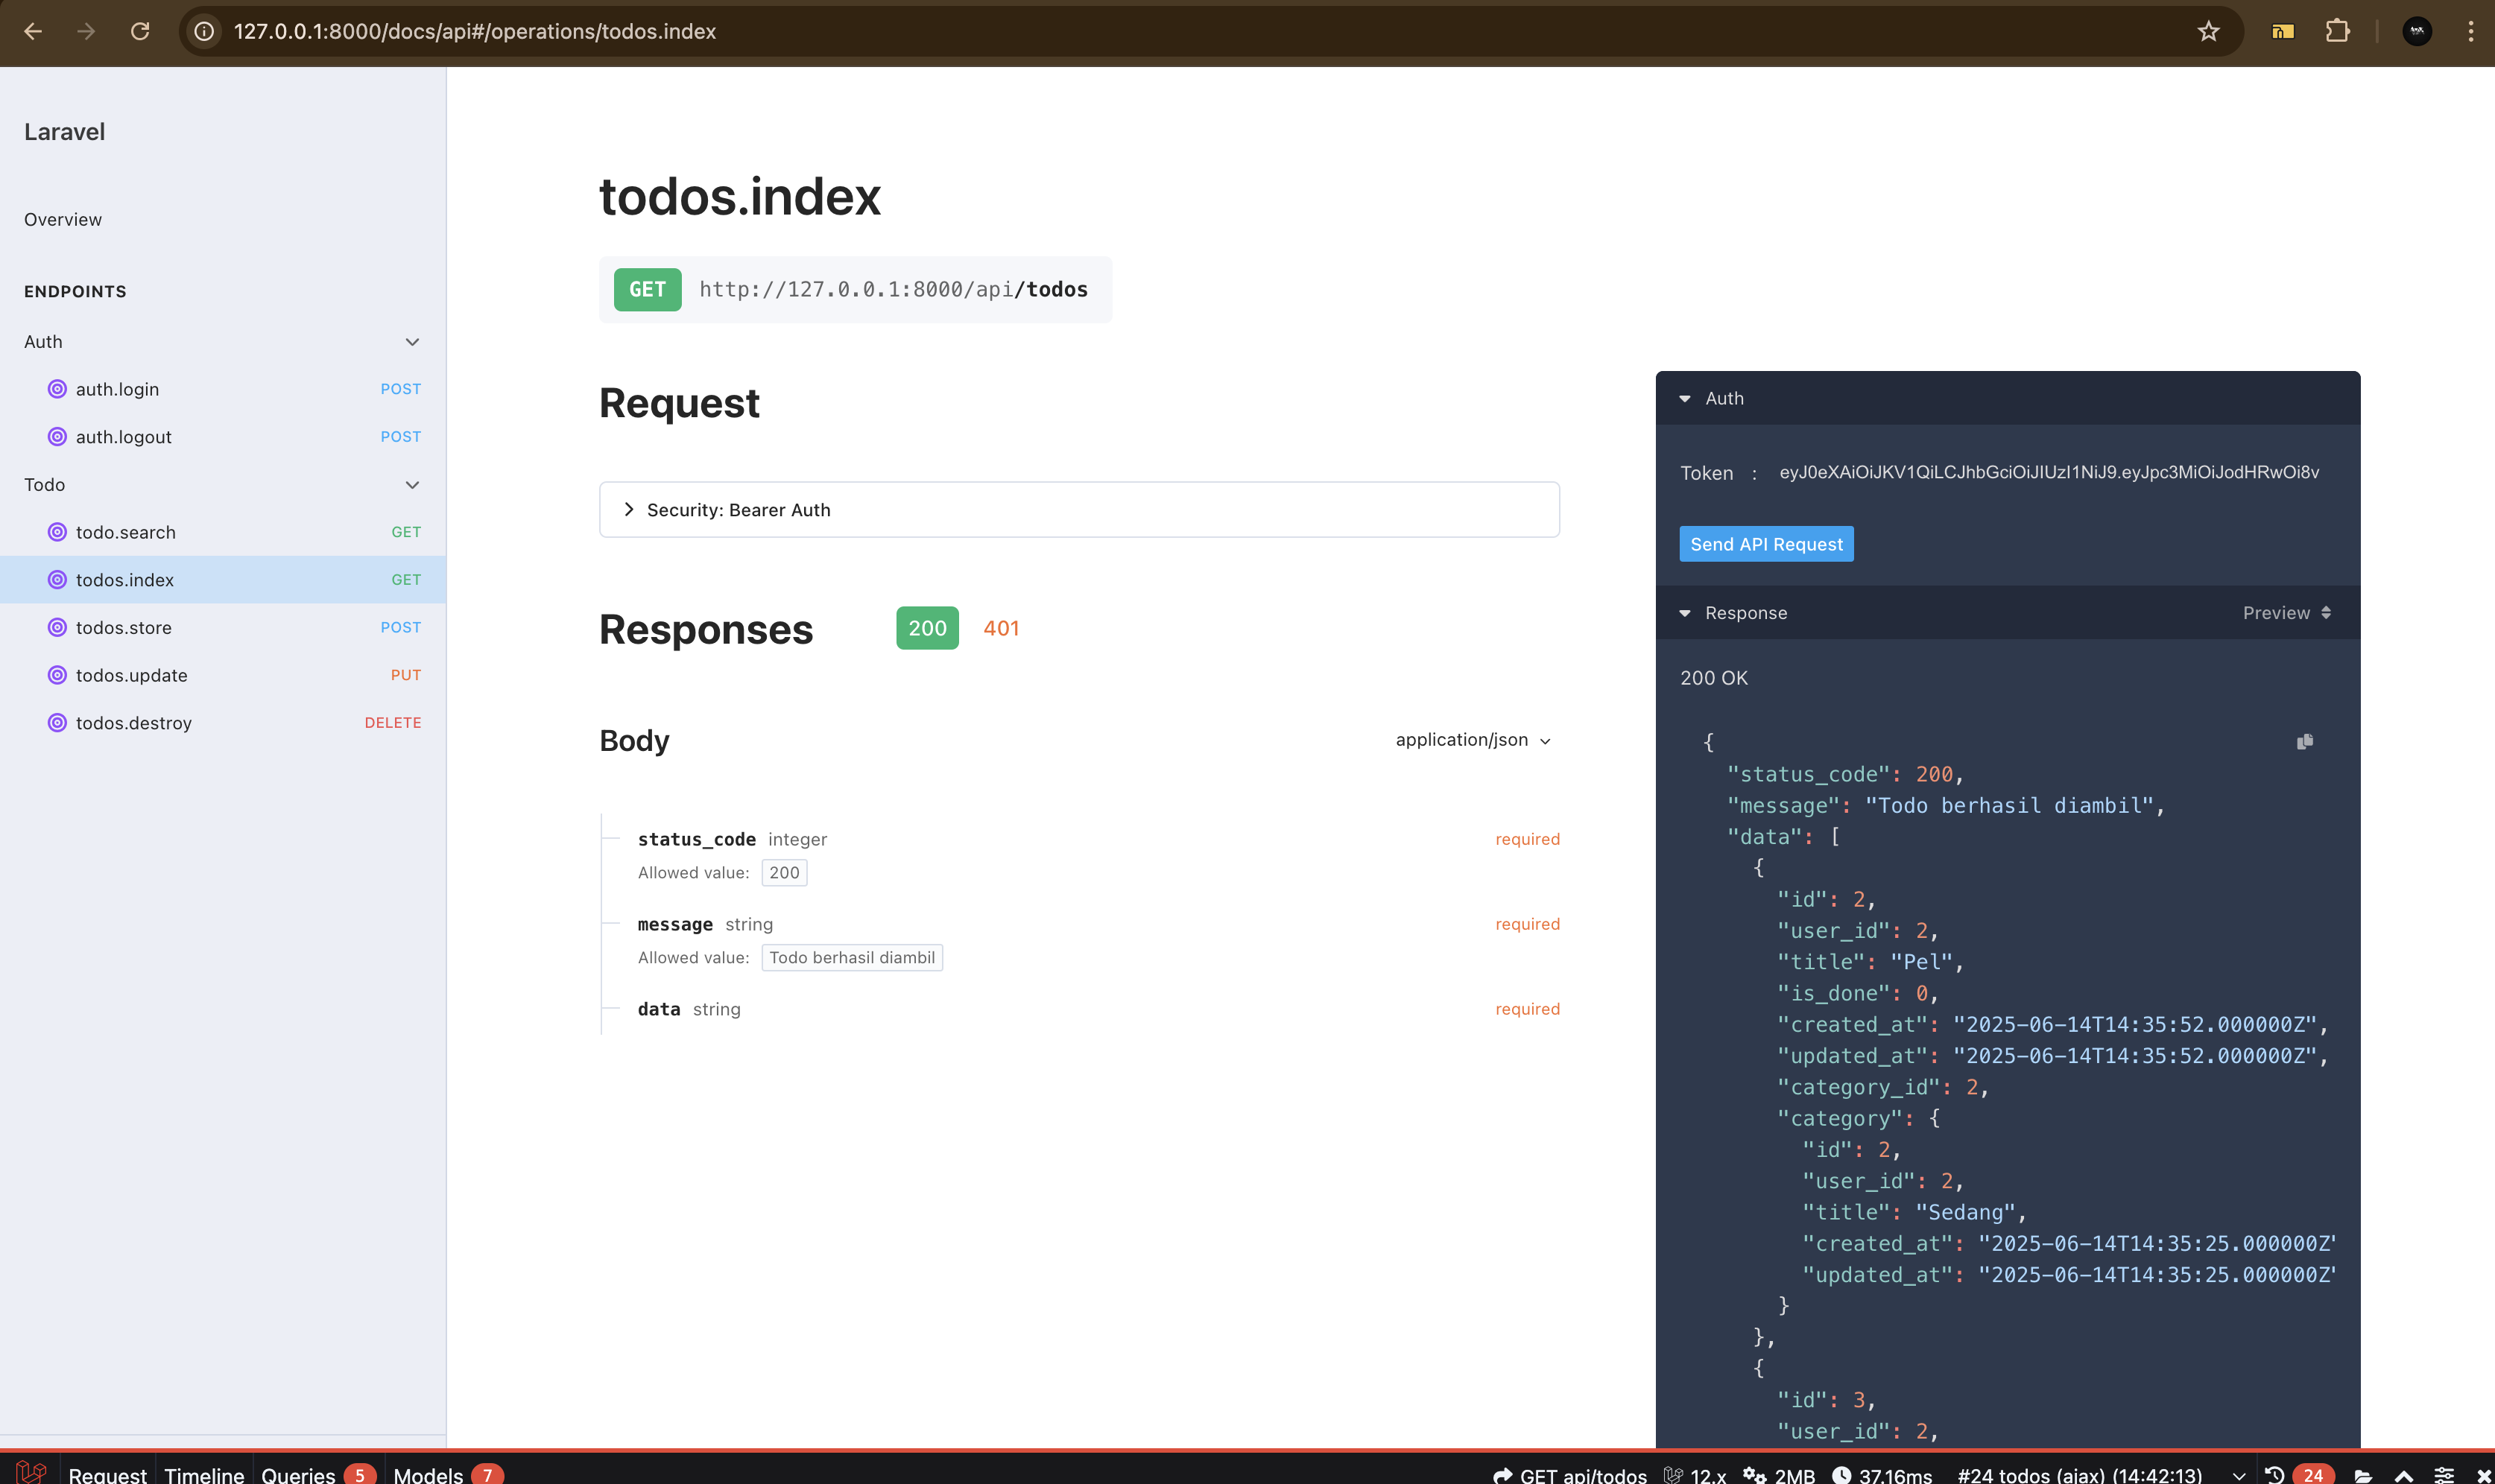 127.0.0.1:8000/docs/api#/operations/todos.index
Laravel
Overview
ENDPOINTS
Auth
auth.login POST
auth.logout POST
Todo
todo.search GET
todos.index GET
todos.store POST
todos.update PUT
todos.destroy DELETE
todos.index
GET http://127.0.0.1:8000/api/todos
Request
Security: Bearer Auth
Responses 200 401
Body application/json
status_code integer required
Allowed value: 200
message string required
Allowed value: Todo berhasil diambil
data string required
Auth
Token : eyJ0eXAiOiJKV1QiLCJhbGciOiJIUzI1NiJ9.eyJpc3MiOiJodHRwOi8v
Send API Request
Response Preview
200 OK
{
"status_code": 200,
"message": "Todo berhasil diambil",
"data": [
{
"id": 2,
"user_id": 2,
"title": "Pel",
"is_done": 0,
"created_at": "2025-06-14T14:35:52.000000Z",
"updated_at": "2025-06-14T14:35:52.000000Z",
"category_id": 2,
"category": {
"id": 2,
"user_id": 2,
"title": "Sedang",
"created_at": "2025-06-14T14:35:25.000000Z"
"updated_at": "2025-06-14T14:35:25.000000Z"
}
},
{
"id": 3,
"user_id": 2,
Request Timeline Queries 5 Models 7 GET api/todos 12.x 2MB 37.16ms #24 todos (ajax) (14:42:13) 24